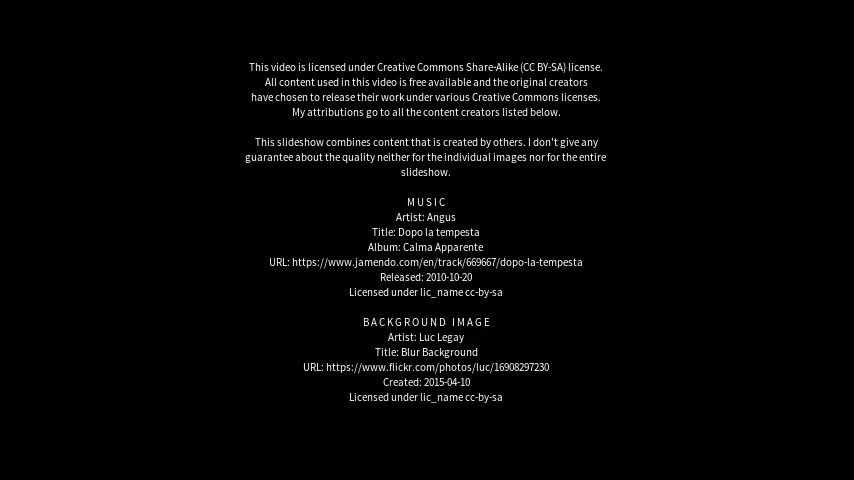 This video is licensed under Creative Commons Share-Alike (CC BY-SA) license.
All content used in this video is free available and the original creators
have chosen to release their work under various Creative Commons licenses.
My attributions go to all the content creators listed below.
This slideshow combines content that is created by others. I don't give any
guarantee about the quality neither for the individual images nor for the entire
slideshow.
MUSIC
Artist: Angus
Title: Dopo la tempesta
Album: Calma Apparente
URL: https://www.jamendo.com/en/track/669667/dopo-la-tempesta
Released: 2010-10-20
Licensed under lic_name cc-by-sa
BACKGROUND IMAGE
Artist: Luc Legay
Title: Blur Background
URL: https://www.flickr.com/photos/luc/16908297230
Created: 2015-04-10
Licensed under lic_name cc-by-sa